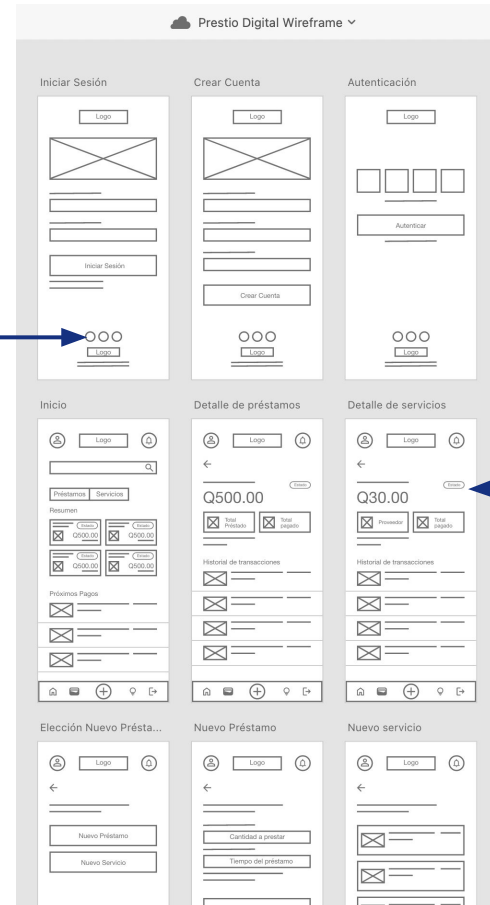 Prestio Digital Wireframe
Iniciar Sesión
Crear Cuenta
Autenticación
Logo
Logo
Logo
Iniciar Sesión
Crear Cuenta
Autenticar
Logo
Logo
Logo
Inicio
Detalle de préstamos
Detalle de servicios
Logo
Préstamos
Servicios
Resumen
Estado
Q500.00
Estado
Q500.00
Estado
Q500.00
Estado
Q500.00
Próximos Pagos
Logo
Estado
Q500.00
Total
Préstado
Total
pagado
Historial de transacciones
Logo
Estado
Q30.00
Proveedor
Total
pagado
Historial de transacciones
Elección Nuevo Présta...
Nuevo Préstamo
Nuevo servicio
Logo
Nuevo Préstamo
Nuevo Servicio
Logo
Cantidad a prestar
Tiempo del préstamo
Logo